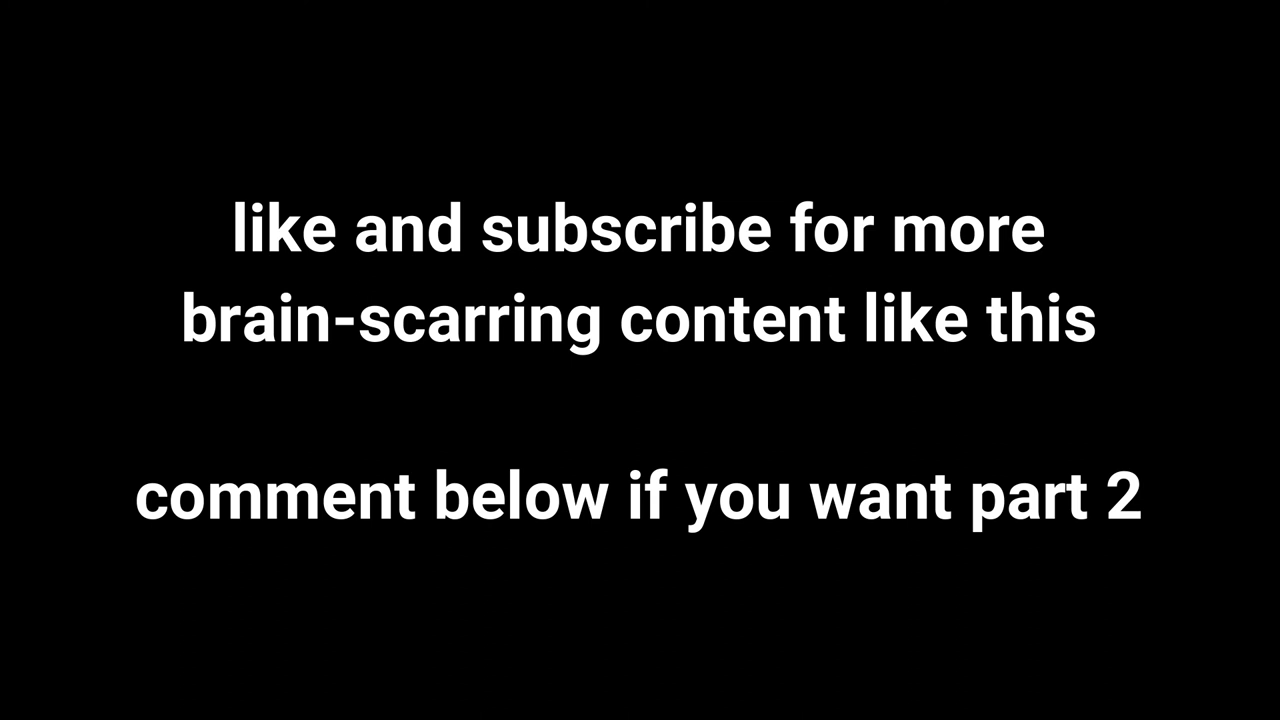 like and subscribe for more
brain-scarring content like this
comment below if you want part 2